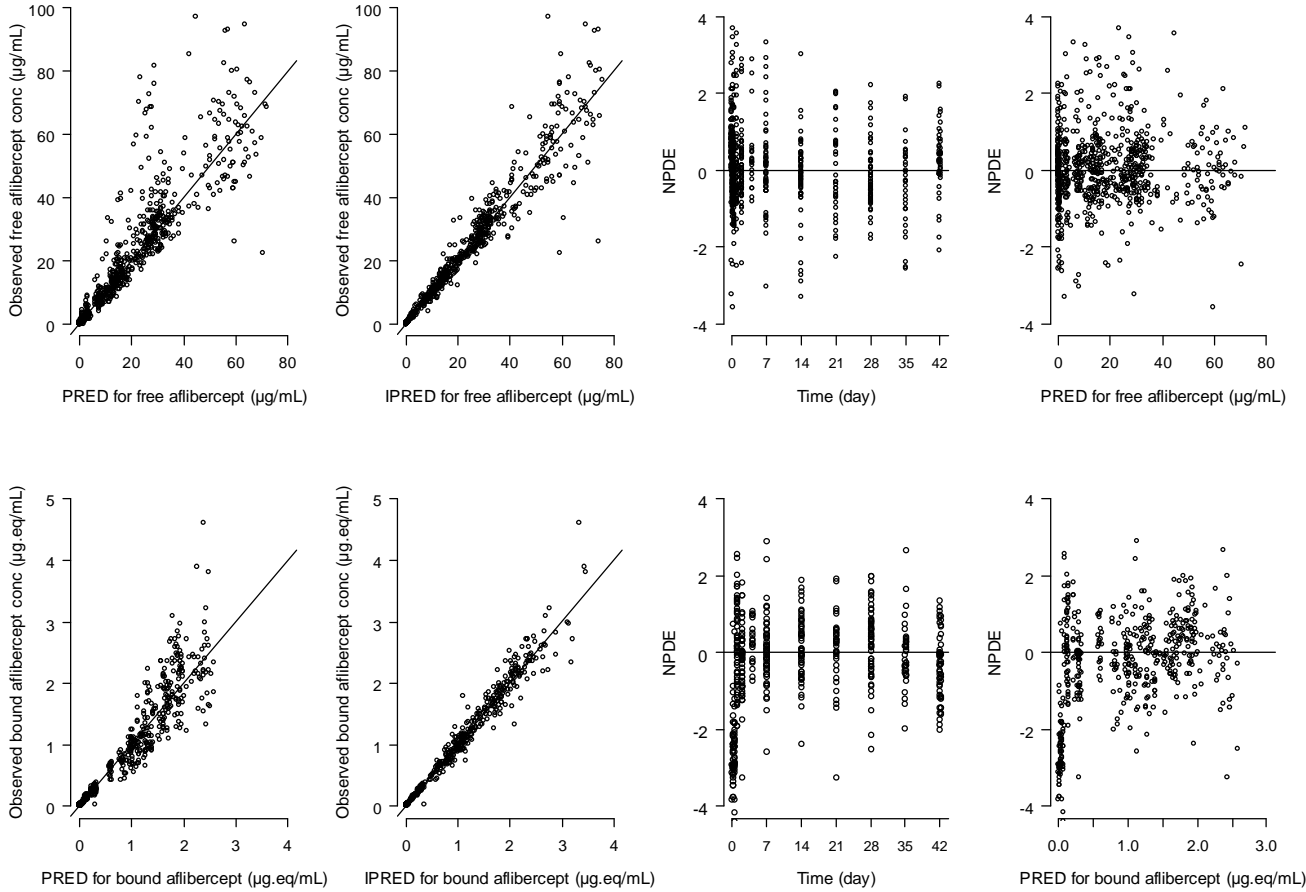 Observed free aflibercept conc (µg/mL)
100
80
60
40
20
0
0 20 40 60 80
PRED for free aflibercept (µg/mL)
Observed free aflibercept conc (µg/mL)
100
80
60
40
20
0
0 20 40 60 80
IPRED for free aflibercept (µg/mL)
NPDE
4
2
0
-2
-4
0 7 14 21 28 35 42
Time (day)
NPDE
4
2
0
-2
-4
0 20 40 60 80
PRED for free aflibercept (µg/mL)
Observed bound aflibercept conc (µg.eq/mL)
5
4
3
2
1
0
0 1 2 3 4
PRED for bound aflibercept (µg.eq/mL)
Observed bound aflibercept conc (µg.eq/mL)
5
4
3
2
1
0
0 1 2 3 4
IPRED for bound aflibercept (µg.eq/mL)
NPDE
4
2
0
-2
-4
0 7 14 21 28 35 42
Time (day)
NPDE
4
2
0
-2
-4
0.0 1.0 2.0 3.0
PRED for bound aflibercept (µg.eq/mL)